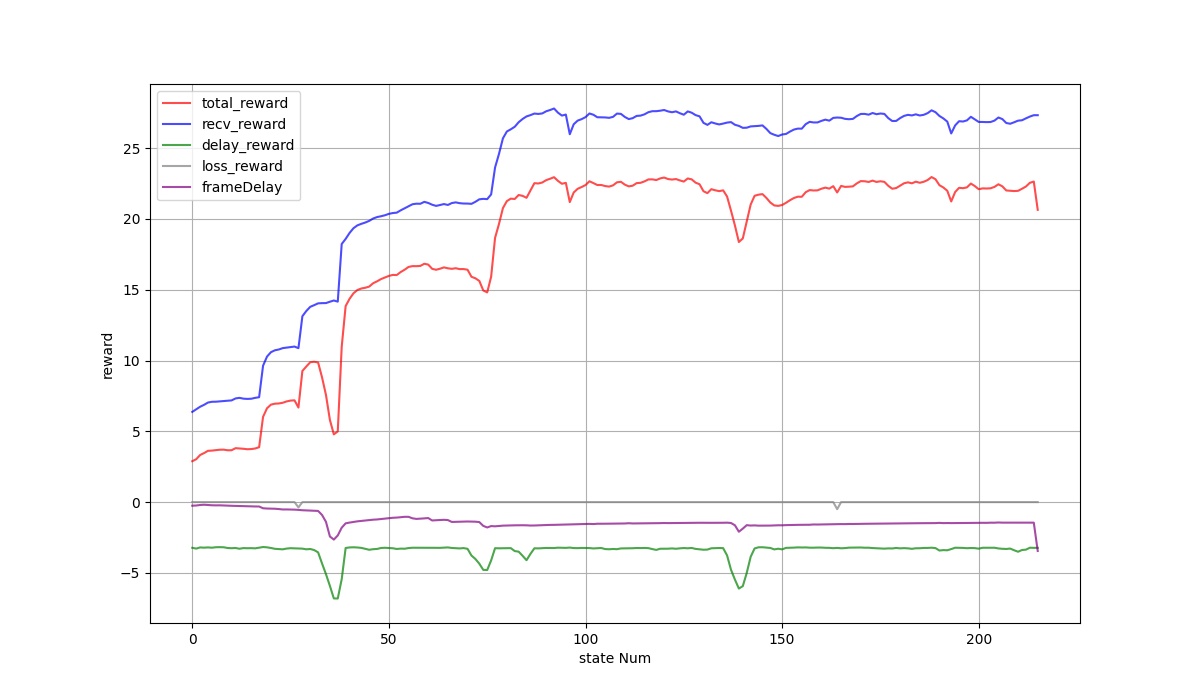 total_reward
recv_reward
delay_reward
loss_reward
frameDelay
reward
25
20
15
10
5
0
−5
0 50 100 150 200
state Num